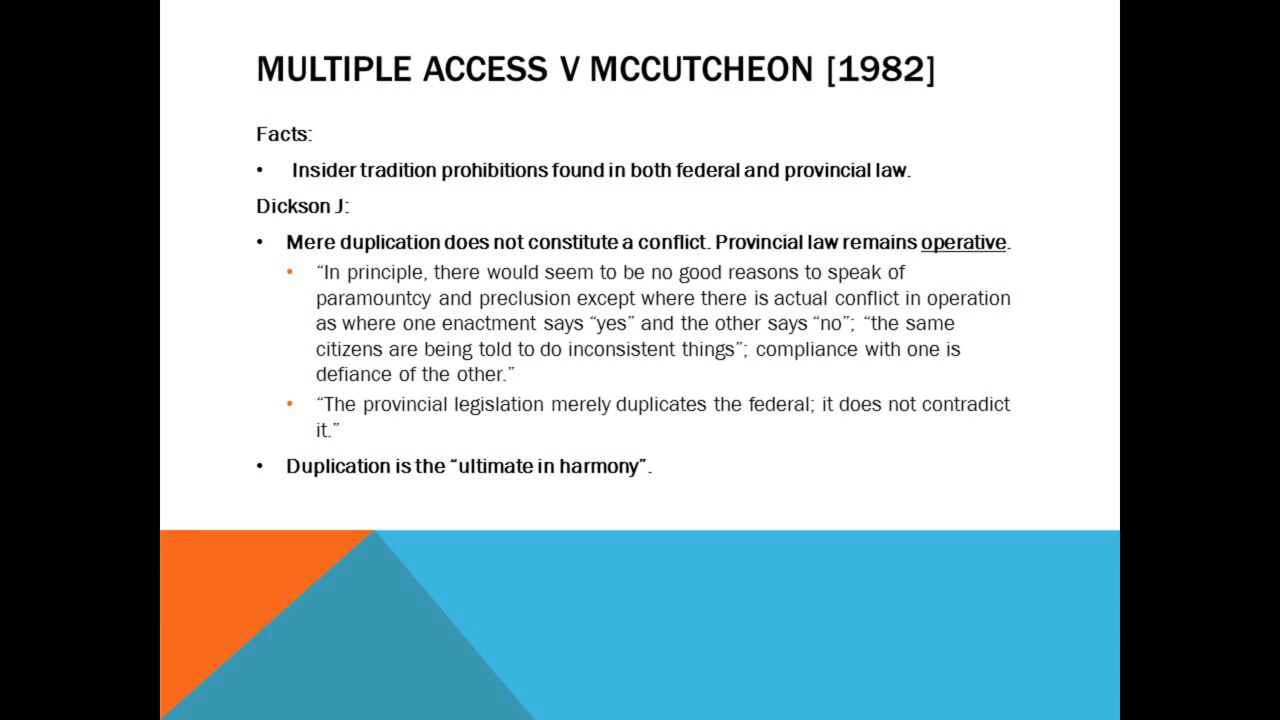 MULTIPLE ACCESS V MCCUTCHEON [1982]
Facts:
• Insider tradition prohibitions found in both federal and provincial law.
Dickson J:
• Mere duplication does not constitute a conflict. Provincial law remains operative.
• “In principle, there would seem to be no good reasons to speak of
paramountcy and preclusion except where there is actual conflict in operation
as where one enactment says “yes” and the other says “no”; “the same
citizens are being told to do inconsistent things”; compliance with one is
defiance of the other.”
• “The provincial legislation merely duplicates the federal; it does not contradict
it.”
• Duplication is the “ultimate in harmony”.